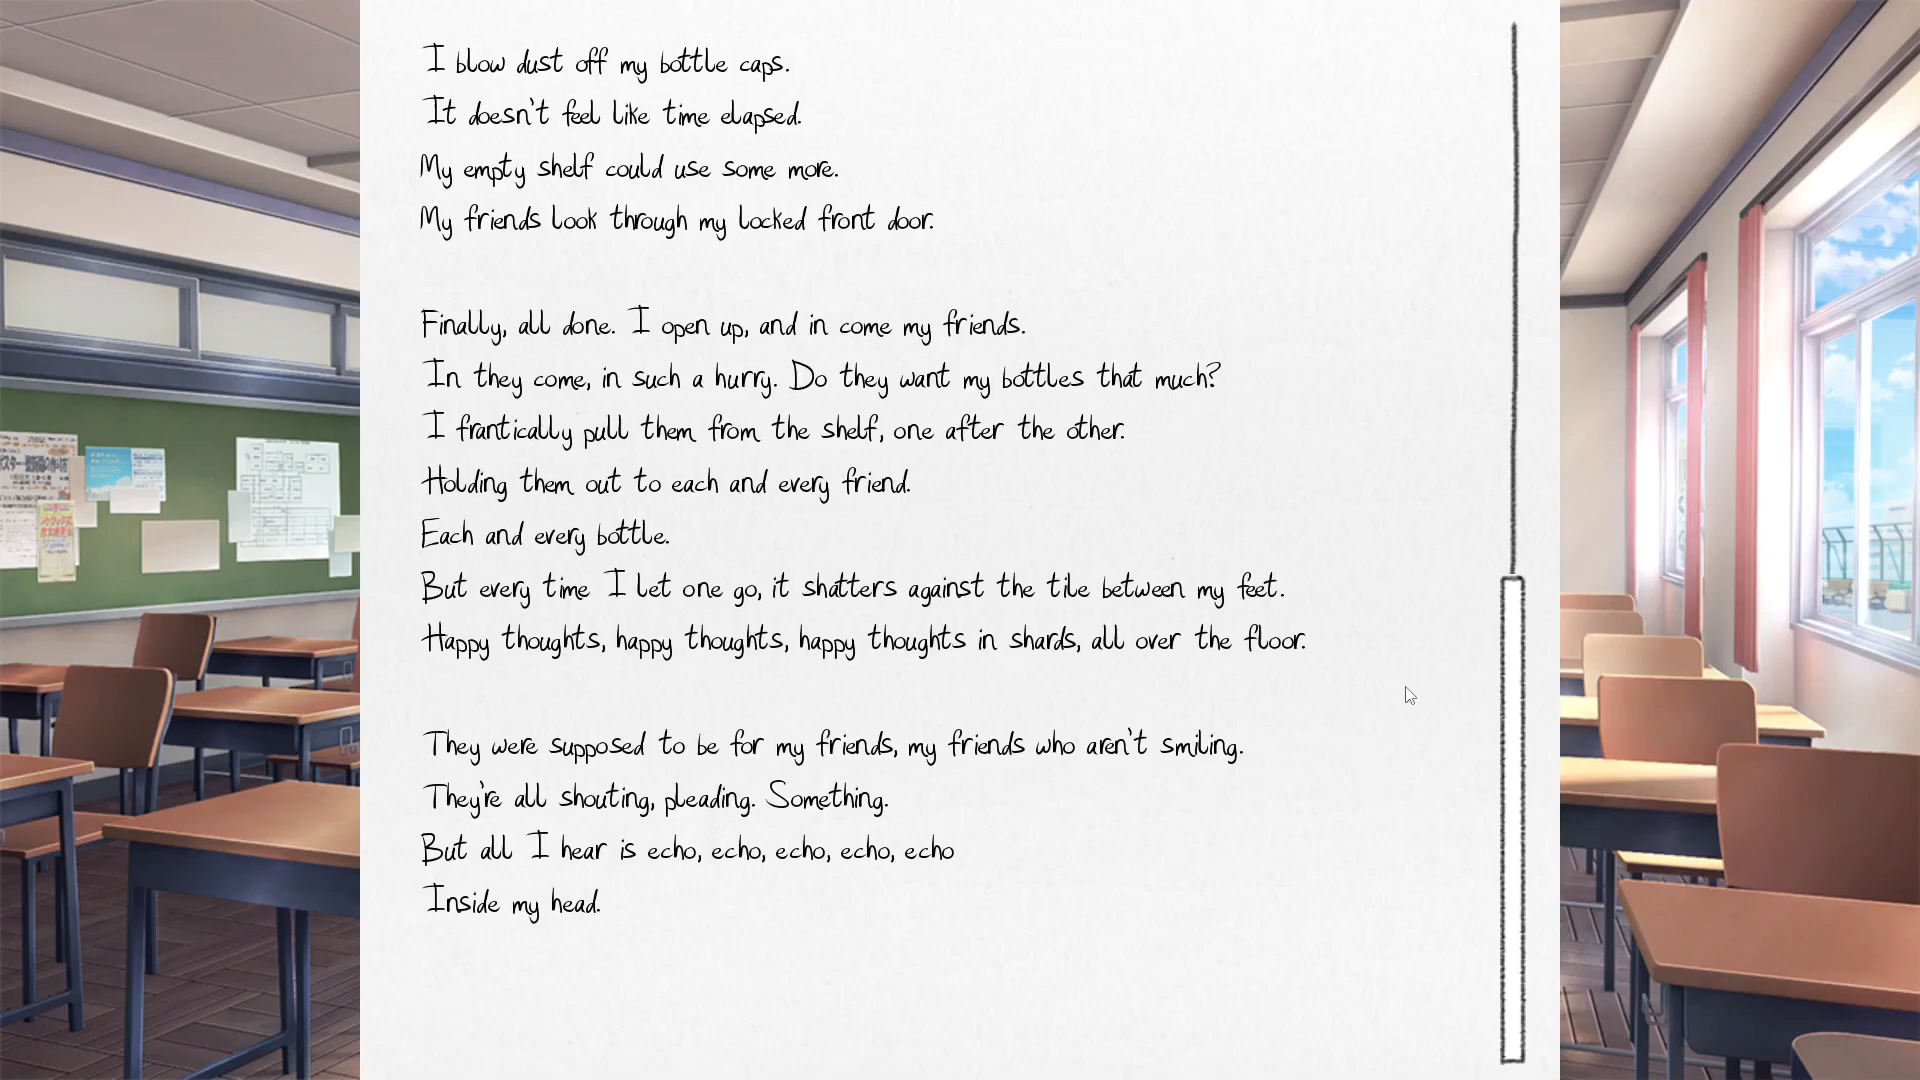 I blow dust off my bottle caps.
It doesn't feel like time elapsed.
My empty shelf could use some more.
My friends look through my locked front door.
Finally, all done. I open up, and in come my friends.
In they come, in such a hurry. Do they want my bottles that much?
I frantically pull them from the shelf, one after the other.
Holding them out to each and every friend.
Each and every bottle.
But every time I let one go, it shatters against the tile between my feet.
Happy thoughts, happy thoughts, happy thoughts in shards, all over the floor.
They were supposed to be for my friends, my friends who aren't smiling.
They're all shouting, pleading. Something.
But all I hear is echo, echo, echo, echo, echo
Inside my head.